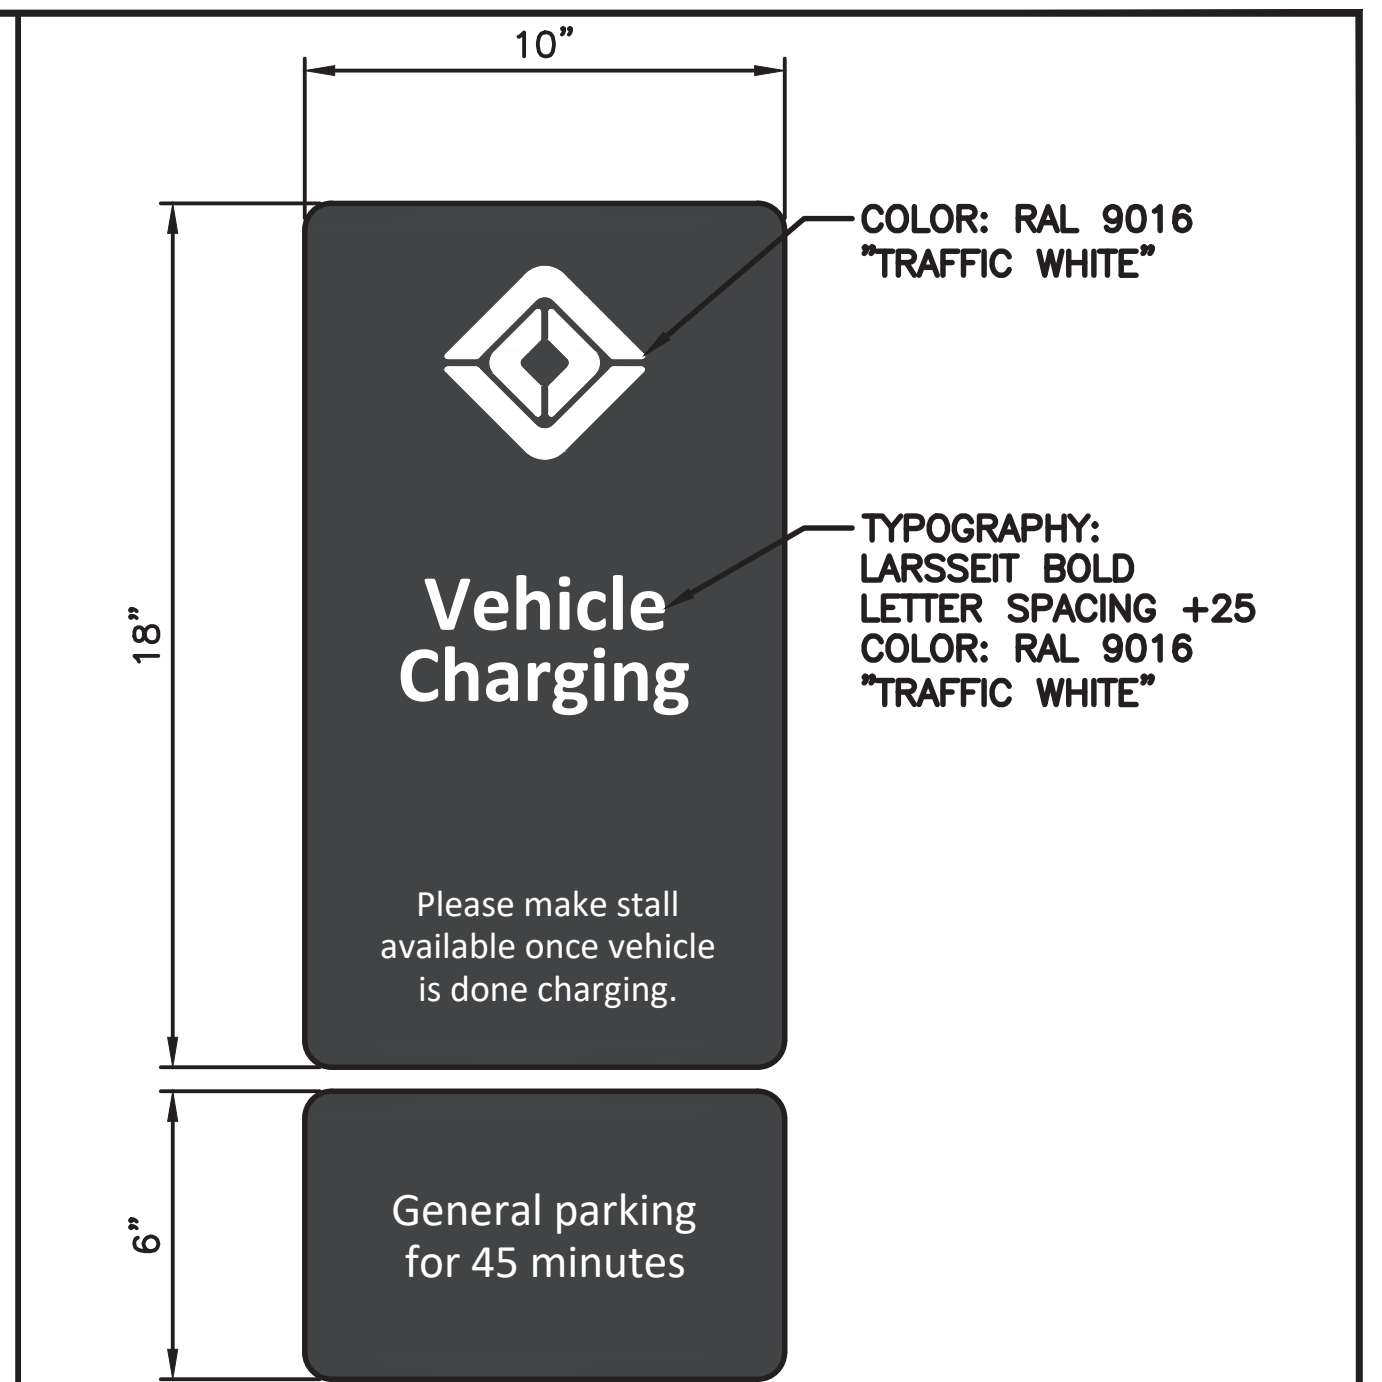 10”
COLOR: RAL 9016
”TRAFFIC WHITE”
TYPOGRAPHY:
LARSSEIT BOLD
LETTER SPACING +25
COLOR: RAL 9016
”TRAFFIC WHITE”
18”
Vehicle
Charging
Please make stall
available once vehicle
is done charging.
6”
General parking
for 45 minutes